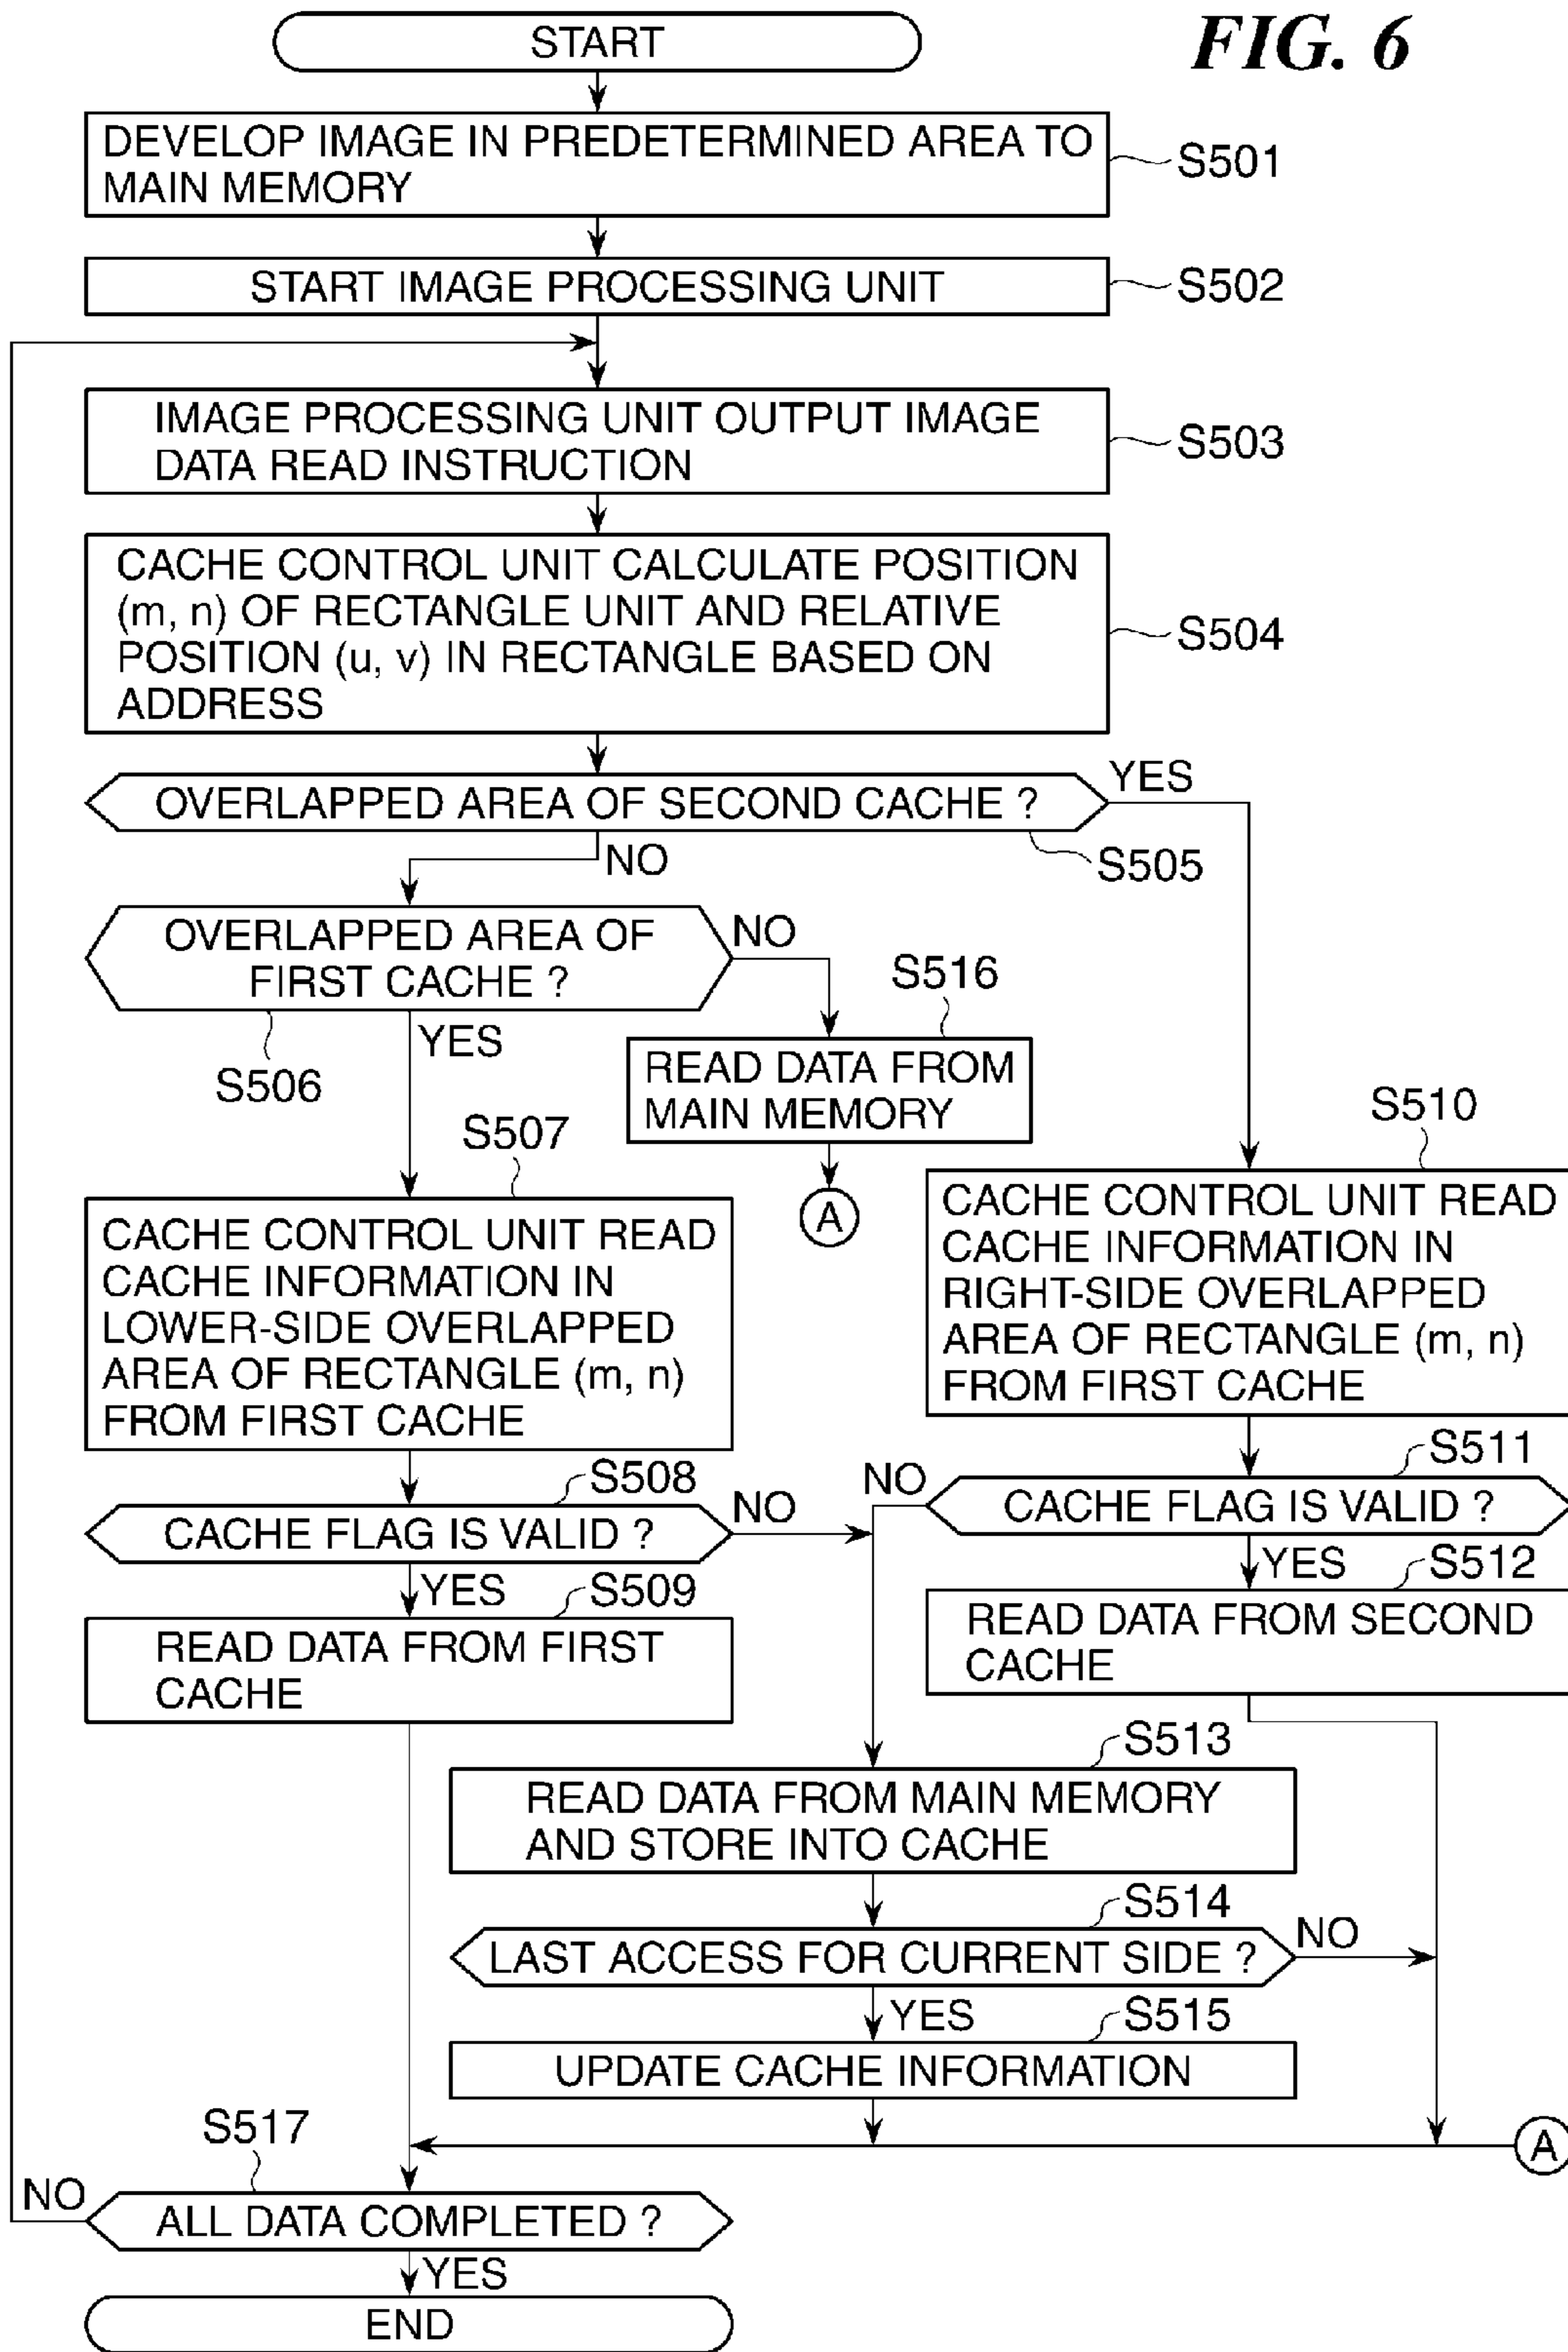 FIG. 6
START
DEVELOP IMAGE IN PREDETERMINED AREA TO
MAIN MEMORY
S501
START IMAGE PROCESSING UNIT
S502
IMAGE PROCESSING UNIT OUTPUT IMAGE
DATA READ INSTRUCTION
S503
CACHE CONTROL UNIT CALCULATE POSITION
(m, n) OF RECTANGLE UNIT AND RELATIVE
POSITION (u, v) IN RECTANGLE BASED ON
ADDRESS
S504
OVERLAPPED AREA OF SECOND CACHE ?
YES
NO
S505
OVERLAPPED AREA OF
FIRST CACHE ?
NO
YES
S506
S516
READ DATA FROM
MAIN MEMORY
A
S507
CACHE CONTROL UNIT READ
CACHE INFORMATION IN
LOWER-SIDE OVERLAPPED
AREA OF RECTANGLE (m, n)
FROM FIRST CACHE
S510
CACHE CONTROL UNIT READ
CACHE INFORMATION IN
RIGHT-SIDE OVERLAPPED
AREA OF RECTANGLE (m, n)
FROM FIRST CACHE
S508
CACHE FLAG IS VALID ?
NO
YES
S511
NO
CACHE FLAG IS VALID ?
YES
S509
READ DATA FROM FIRST
CACHE
S512
READ DATA FROM SECOND
CACHE
S513
READ DATA FROM MAIN MEMORY
AND STORE INTO CACHE
S514
LAST ACCESS FOR CURRENT SIDE ?
NO
YES
S515
UPDATE CACHE INFORMATION
A
S517
NO
ALL DATA COMPLETED ?
YES
END